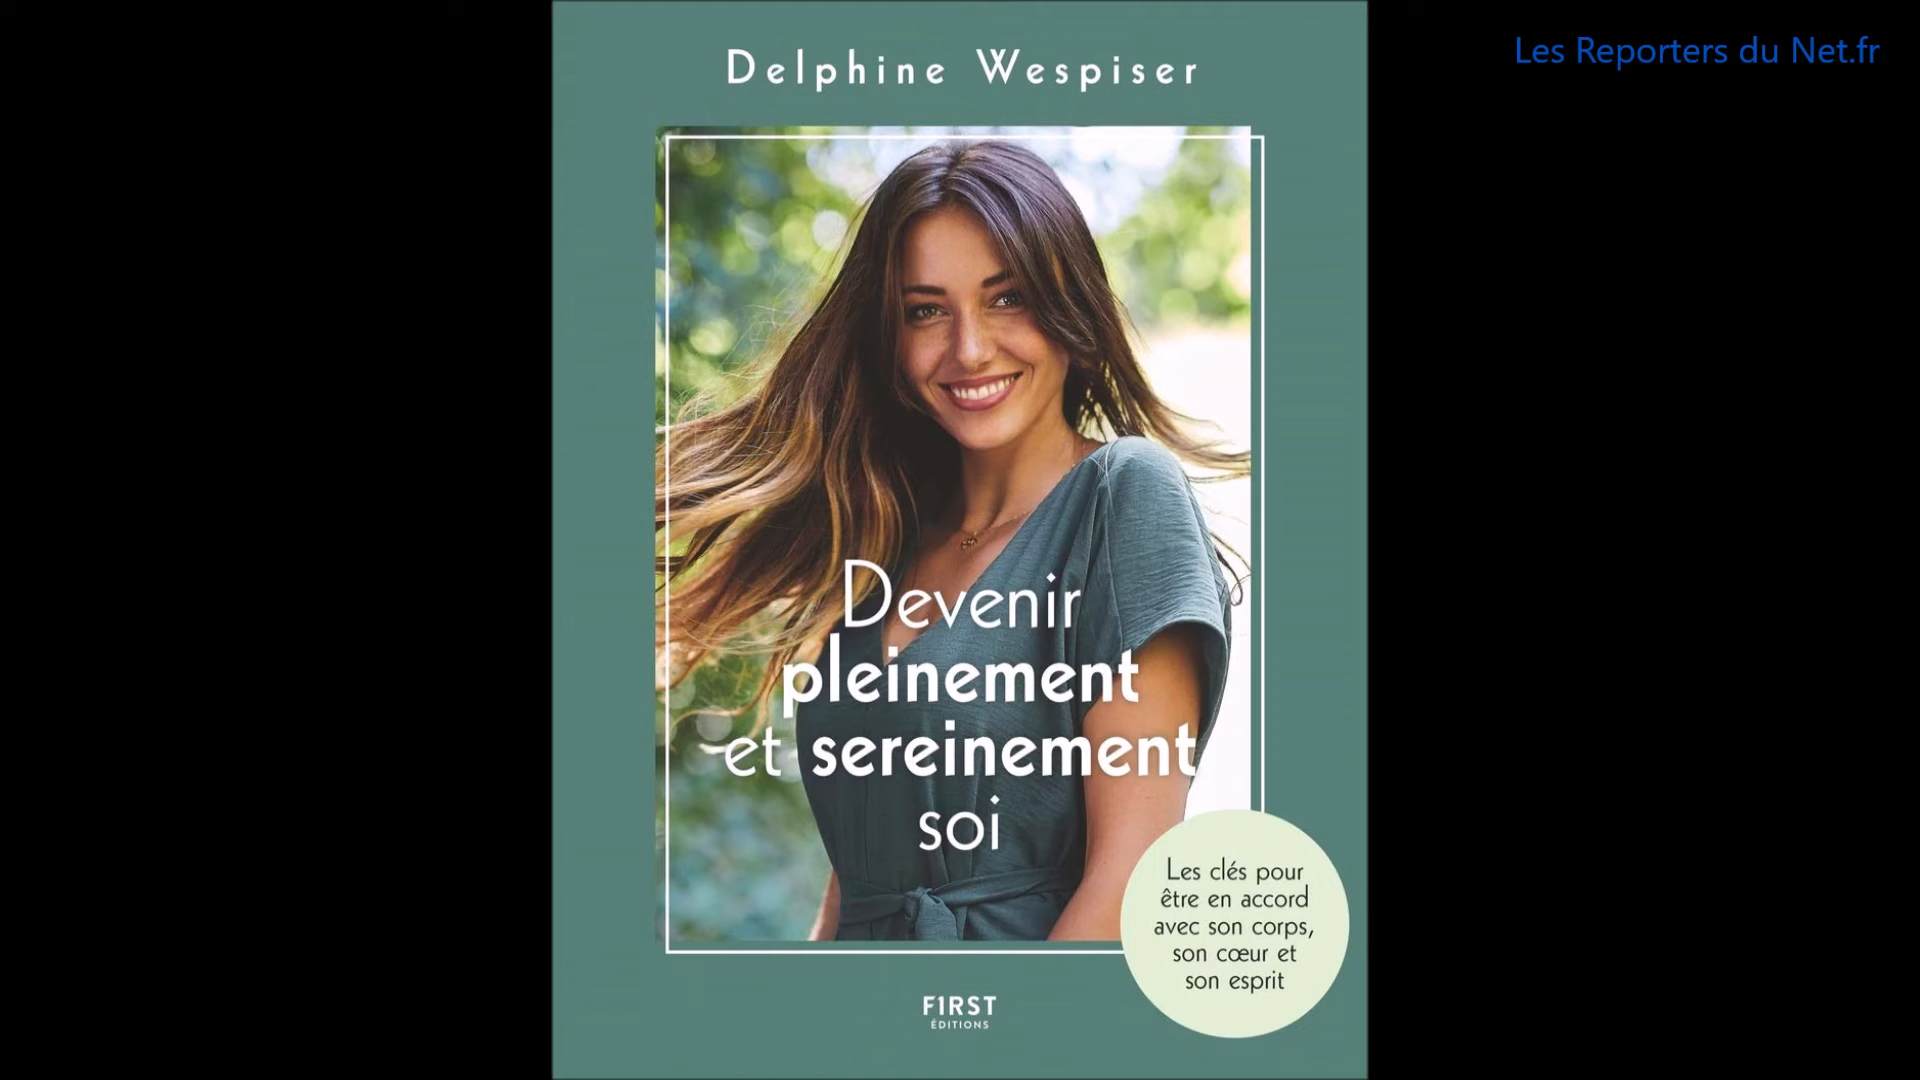 Les Reporters du Net.fr
Delphine Wespiser
Devenir
pleinement
et sereinement
soi
Les clés pour
être en accord
avec son corps,
son cœur et
son esprit
FIRST
ÉDITIONS